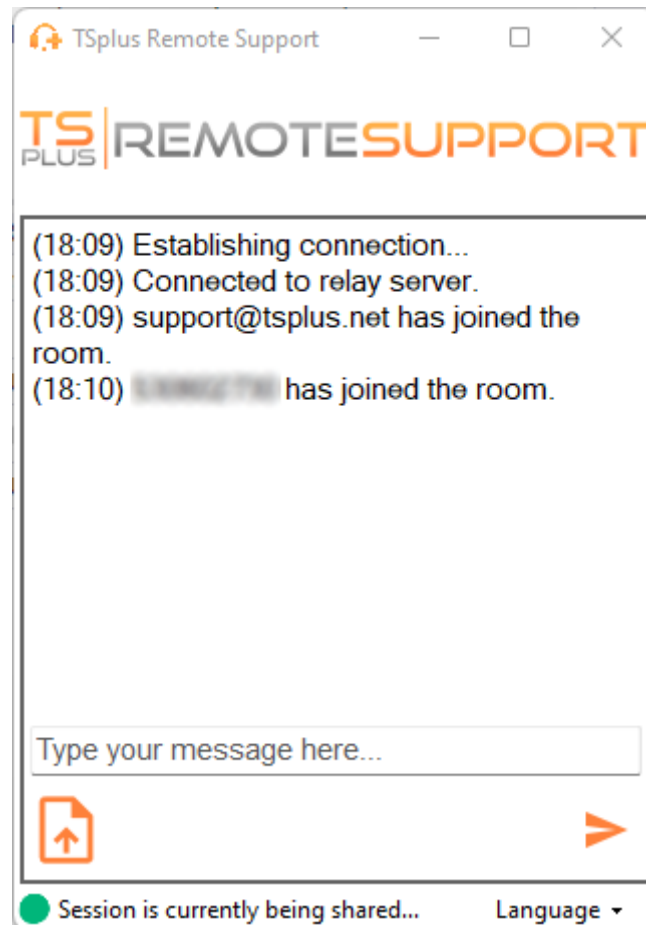 TSplus Remote Support
TS PLUS REMOTESUPPORT
(18:09) Establishing connection...
(18:09) Connected to relay server.
(18:09) support@tsplus.net has joined the
room.
(18:10) has joined the room.
Type your message here...
Session is currently being shared... Language